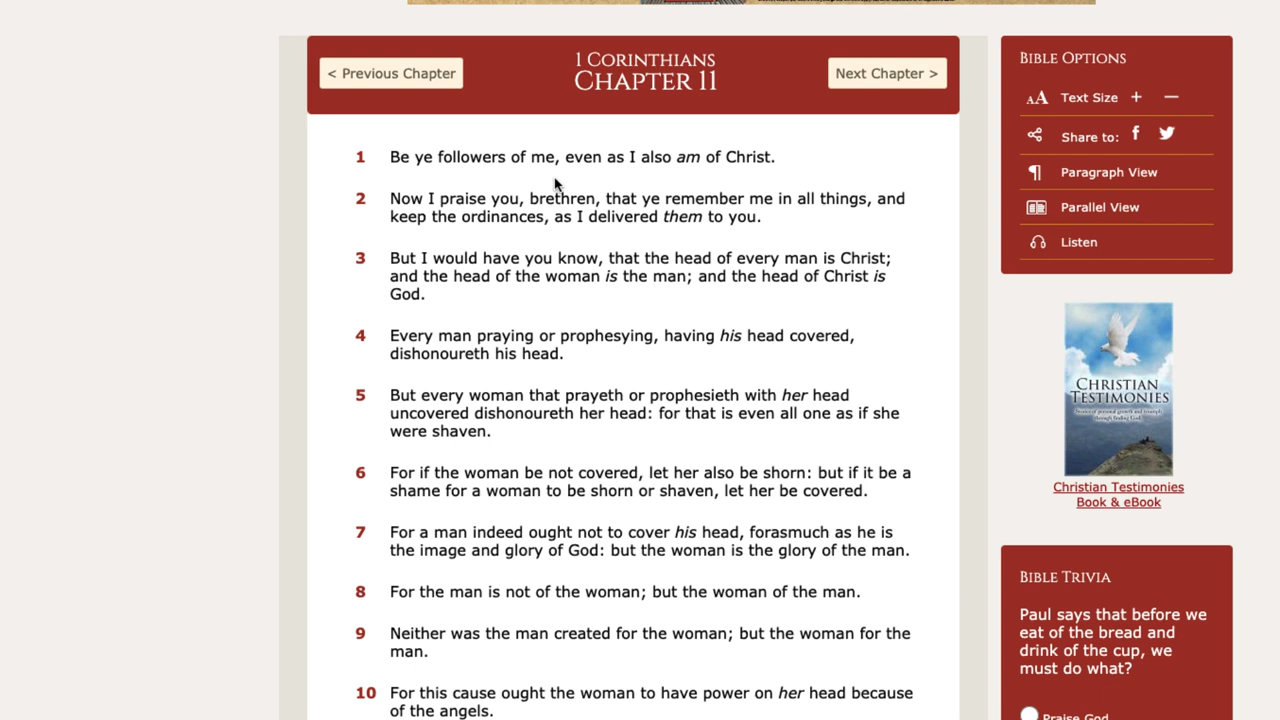 1 CORINTHIANS
< Previous Chapter
CHAPTER 11
Next Chapter >
1 Be ye followers of me, even as I also am of Christ.
2 Now I praise you, brethren, that ye remember me in all things, and
keep the ordinances, as I delivered them to you.
3 But I would have you know, that the head of every man is Christ;
and the head of the woman is the man; and the head of Christ is
God.
4 Every man praying or prophesying, having his head covered,
dishonoureth his head.
5 But every woman that prayeth or prophesieth with her head
uncovered dishonoureth her head: for that is even all one as if she
were shaven.
6 For if the woman be not covered, let her also be shorn: but if it be a
shame for a woman to be shorn or shaven, let her be covered.
7 For a man indeed ought not to cover his head, forasmuch as he is
the image and glory of God: but the woman is the glory of the man.
8 For the man is not of the woman; but the woman of the man.
9 Neither was the man created for the woman; but the woman for the
man.
10 For this cause ought the woman to have power on her head because
of the angels.
BIBLE OPTIONS
AA Text Size + −
Share to: f
¶ Paragraph View
Parallel View
Listen
CHRISTIAN
TESTIMONIES
Christian Testimonies
Book & eBook
BIBLE TRIVIA
Paul says that before we
eat of the bread and
drink of the cup, we
must do what?
Praise God